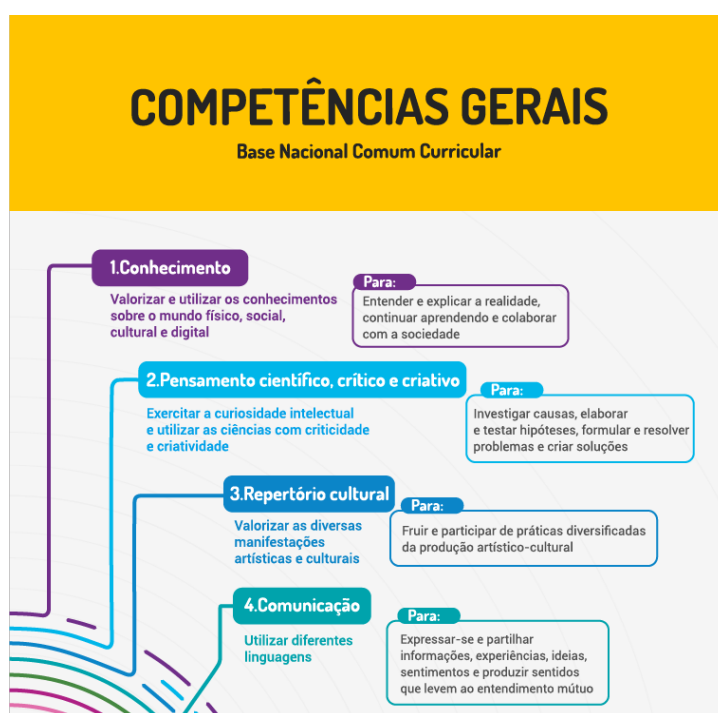 COMPETÊNCIAS GERAIS
Base Nacional Comum Curricular
1.Conhecimento
Valorizar e utilizar os conhecimentos
sobre o mundo físico, social,
cultural e digital
Para:
Entender e explicar a realidade,
continuar aprendendo e colaborar
com a sociedade
2.Pensamento científico, crítico e criativo
Exercitar a curiosidade intelectual
e utilizar as ciências com criticidade
e criatividade
Para:
Investigar causas, elaborar
e testar hipóteses, formular e resolver
problemas e criar soluções
3.Repertório cultural
Valorizar as diversas
manifestações
artísticas e culturais
Para:
Fruir e participar de práticas diversificadas
da produção artístico-cultural
4.Comunicação
Utilizar diferentes
linguagens
Para:
Expressar-se e partilhar
informações, experiências, ideias,
sentimentos e produzir sentidos
que levem ao entendimento mútuo